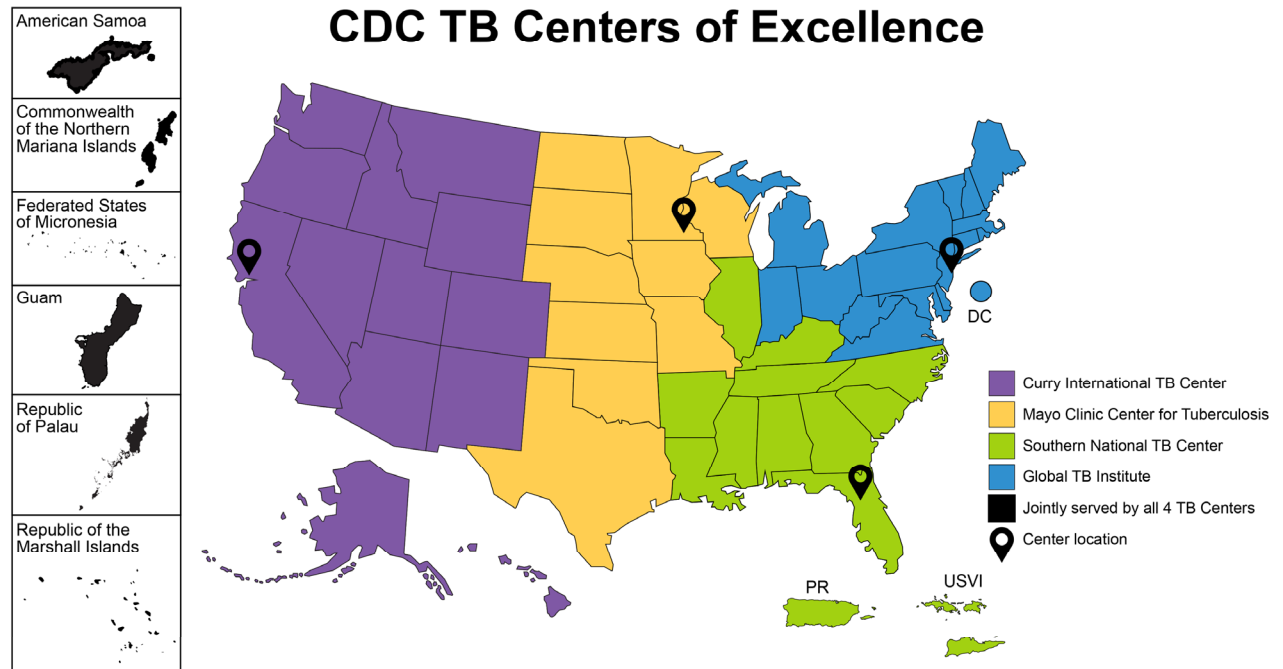 CDC TB Centers of Excellence
American Samoa
Commonwealth
of the Northern
Mariana Islands
Federated States
of Micronesia
Guam
Republic
of Palau
Republic of the
Marshall Islands
DC
Curry International TB Center
Mayo Clinic Center for Tuberculosis
Southern National TB Center
Global TB Institute
Jointly served by all 4 TB Centers
Center location
PR
USVI